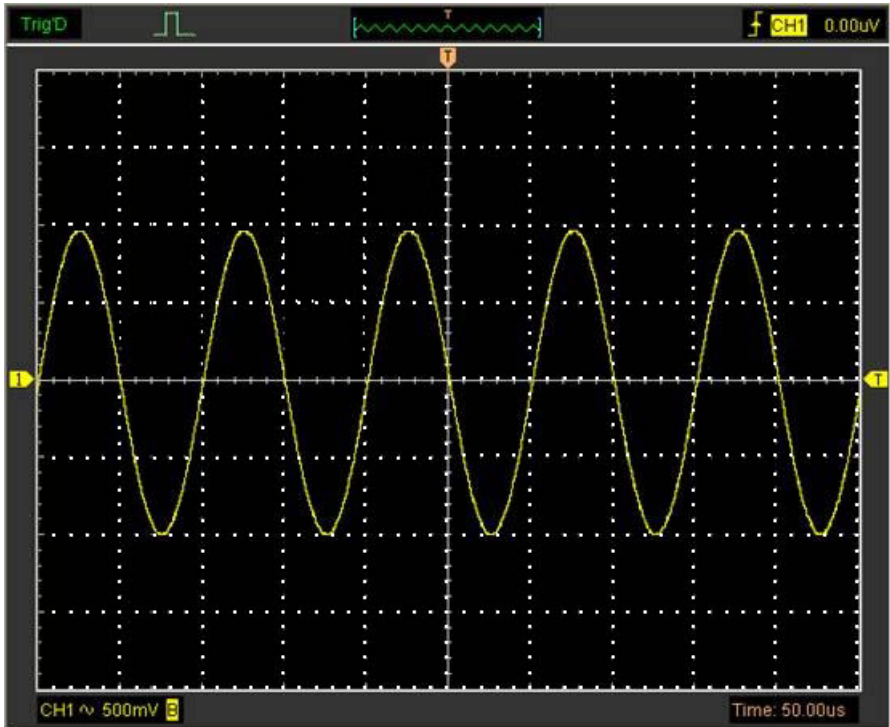 Trig'D
T
CH1 0.00uV
T
1
T
CH1 ∿ 500mV B
Time: 50.00us